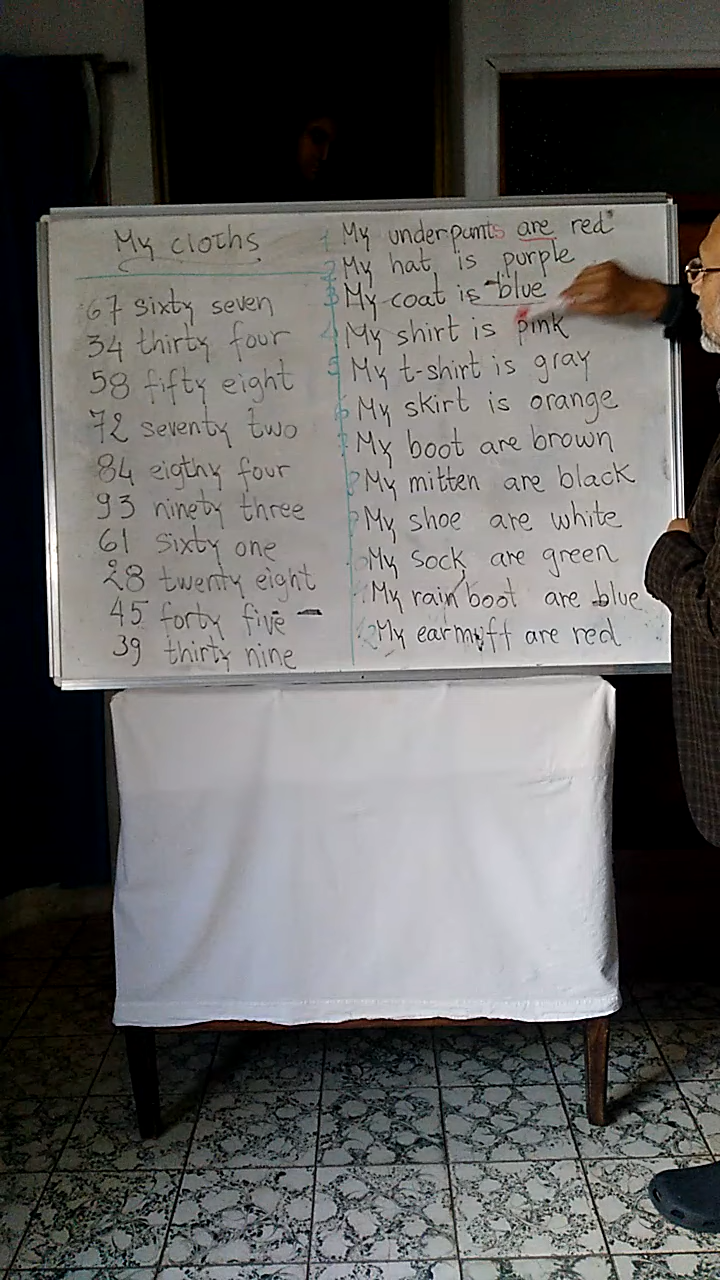 My cloths
67 sixty seven
34 thirty four
58 fifty eight
72 seventy two
84 eigthy four
93 ninety three
61 sixty one
28 twenty eight
45 forty five
39 thirty nine
1 My underpants are red
2 My hat is purple
3 My coat is blue
4 My shirt is pink
5 My t-shirt is gray
6 My skirt is orange
7 My boot are brown
8 My mitten are black
9 My shoe are white
My sock are green
My rain boot are blue
12 My earmuff are red